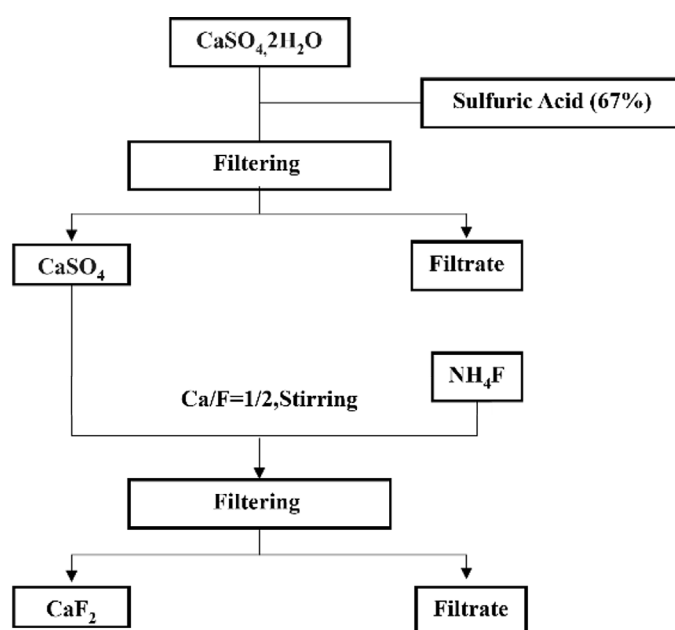 CaSO₄,2H₂O
Sulfuric Acid (67%)
Filtering
CaSO₄
Filtrate
NH₄F
Ca/F=1/2,Stirring
Filtering
CaF₂
Filtrate